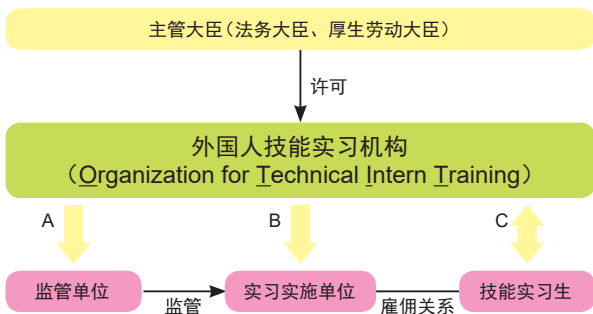 主管大臣（法务大臣、厚生劳动大臣）
许可
外国人技能实习机构
（Organization for Technical Intern Training）
A
B
C
监管单位
监管
实习实施单位
雇佣关系
技能实习生